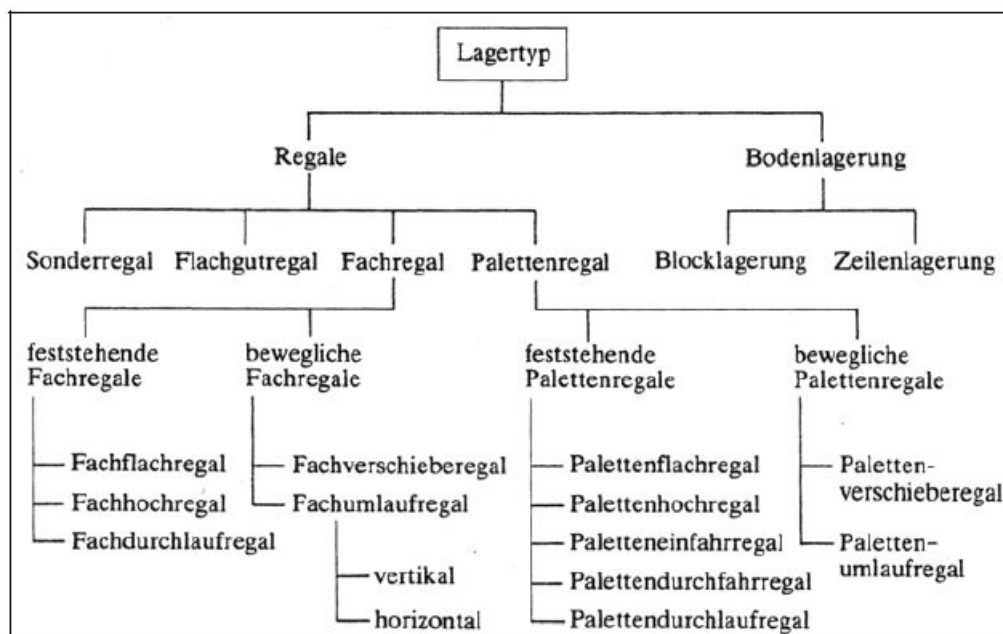 Lagertyp
Regale
Bodenlagerung
Sonderregal
Flachgutregal
Fachregal
Palettenregal
Blocklagerung
Zeilenlagerung
feststehende
Fachregale
Fachflachregal
Fachhochregal
Fachdurchlaufregal
bewegliche
Fachregale
Fachverschieberegal
Fachumlaufregal
vertikal
horizontal
feststehende
Palettenregale
Palettenflachregal
Palettenhochregal
Paletteneinfahrregal
Palettendurchfahrregal
Palettendurchlaufregal
bewegliche
Palettenregale
Paletten-
verschieberegal
Paletten-
umlaufregal